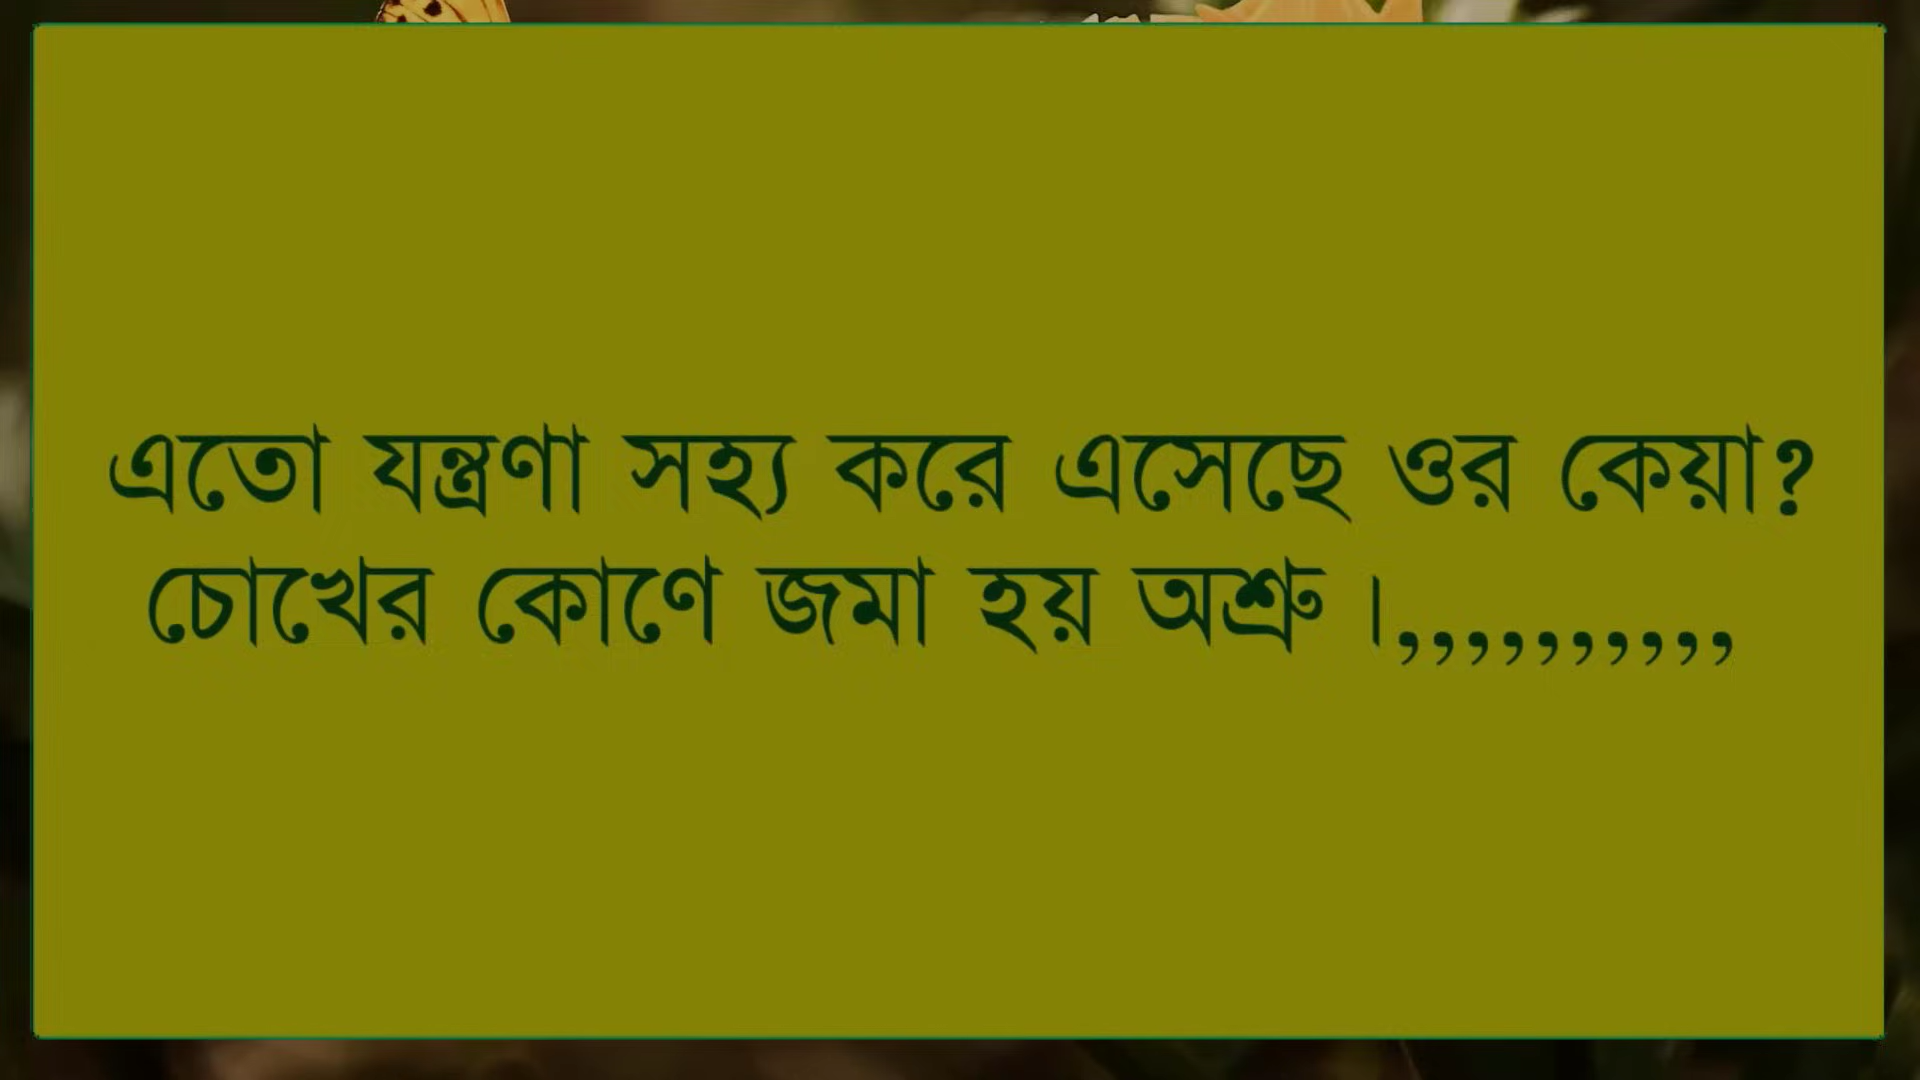 এতো যন্ত্রণা সহ্য করে এসেছে ওর কেয়া?
চোখের কোণে জমা হয় অশ্রু ।,,,,,,,,,,